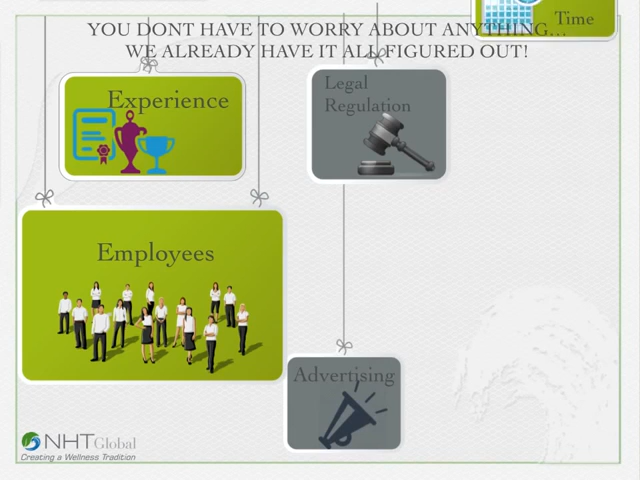 Time
YOU DONT HAVE TO WORRY ABOUT ANYTHING...
WE ALREADY HAVE IT ALL FIGURED OUT!
Experience
Legal
Regulation
Employees
Advertising
NHT Global
Creating a Wellness Tradition